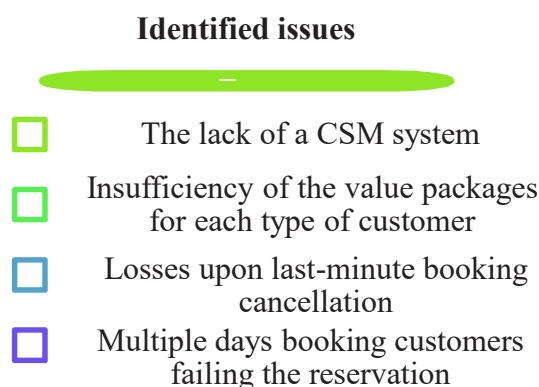 Identified issues
The lack of a CSM system
Insufficiency of the value packages
for each type of customer
Losses upon last-minute booking
cancellation
Multiple days booking customers
failing the reservation